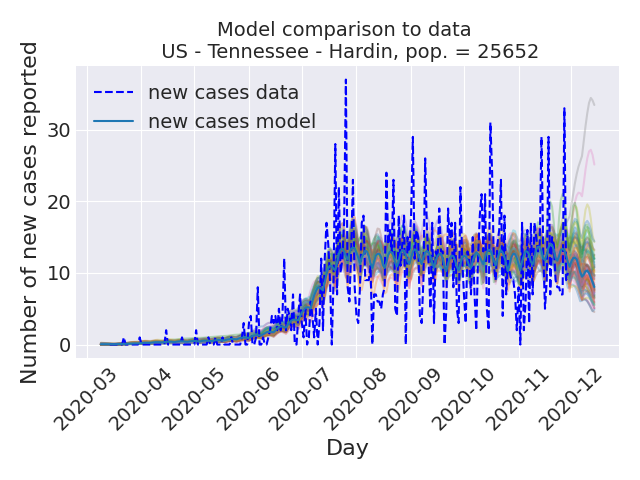 Model comparison to data
US - Tennessee - Hardin, pop. = 25652
Number of new cases reported
new cases data
new cases model
30
20
10
0
2020-03
2020-04
2020-05
2020-06
2020-07
2020-08
2020-09
2020-10
2020-11
2020-12
Day